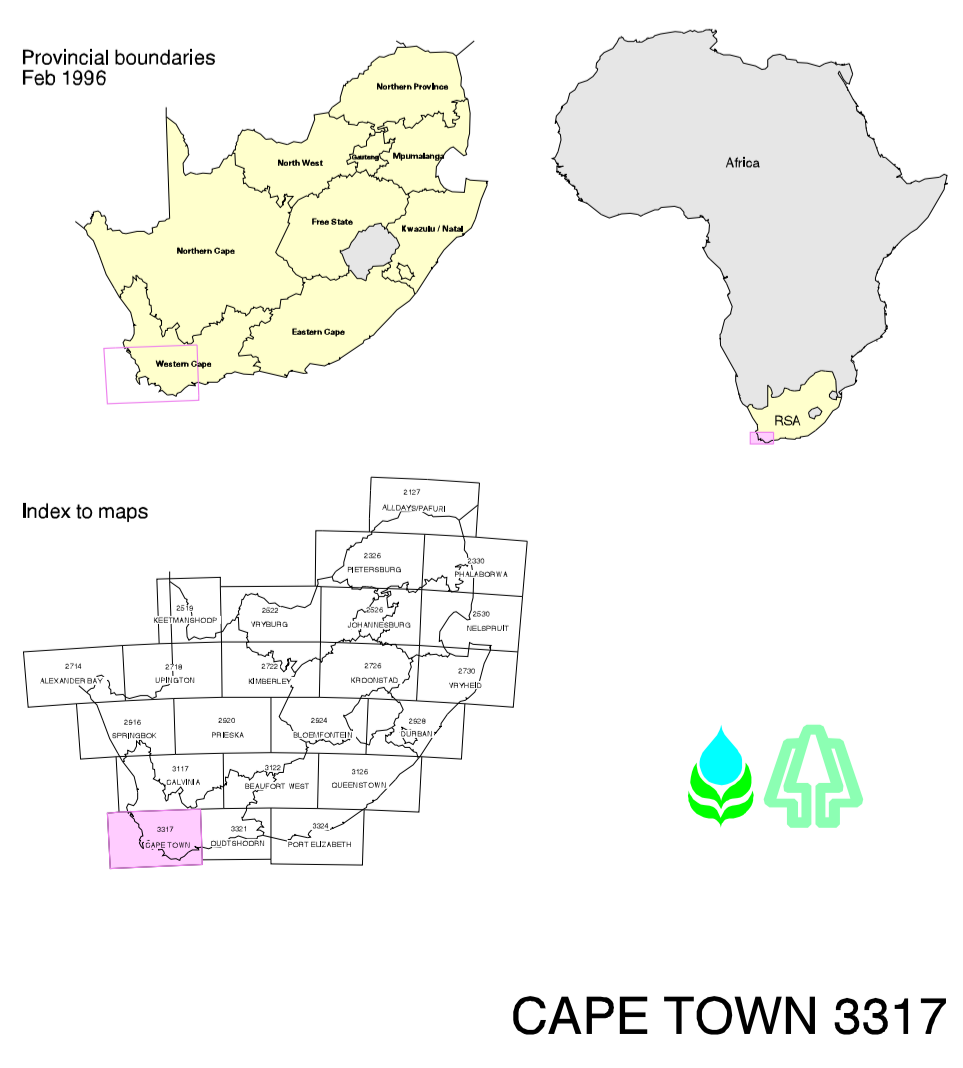 Provincial boundaries
Feb 1996
Northern Province
North West
Gauteng
Mpumalanga
Free State
Kwazulu / Natal
Northern Cape
Eastern Cape
Western Cape
Africa
RSA
Index to maps
2127
ALLDAYS/PAFURI
2326
PIETERSBURG
2330
PHALABORWA
2519
KEETMANSHOOP
2522
VRYBURG
2526
JOHANNESBURG
2530
NELSPRUIT
2714
ALEXANDER BAY
2718
UPINGTON
2722
KIMBERLEY
2726
KROONSTAD
2730
VRYHEID
2916
SPRINGBOK
2920
PRIESKA
2924
BLOEMFONTEIN
2928
DURBAN
3117
CALVINIA
3122
BEAUFORT WEST
3126
QUEENSTOWN
3317
CAPE TOWN
3321
OUDTSHOORN
3324
PORT ELIZABETH
CAPE TOWN 3317